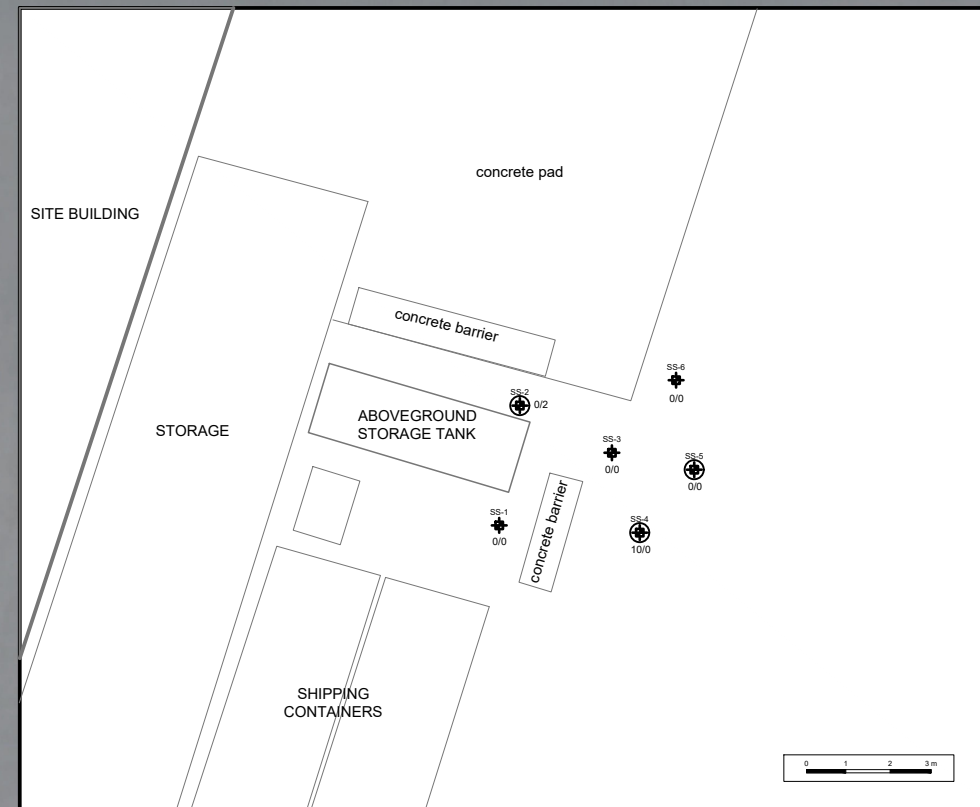 concrete pad
SITE BUILDING
concrete barrier
SS-6
0/0
SS-2
0/2
ABOVEGROUND
STORAGE TANK
STORAGE
SS-3
0/0
SS-5
0/0
concrete barrier
SS-1
0/0
SS-4
10/0
SHIPPING
CONTAINERS
0 1 2 3 m